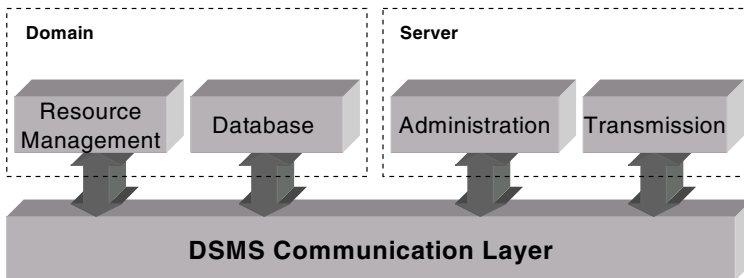 Domain
Server
Resource
Management
Database
Administration
Transmission
DSMS Communication Layer